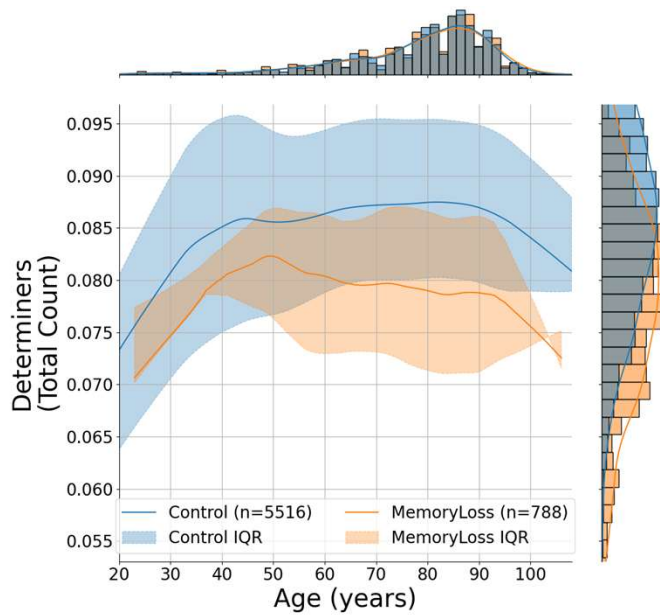 0.095
0.090
0.085
0.080
0.075
0.070
0.065
0.060
0.055
Determiners
(Total Count)
Control (n=5516)
MemoryLoss (n=788)
Control IQR
MemoryLoss IQR
20 30 40 50 60 70 80 90 100
Age (years)